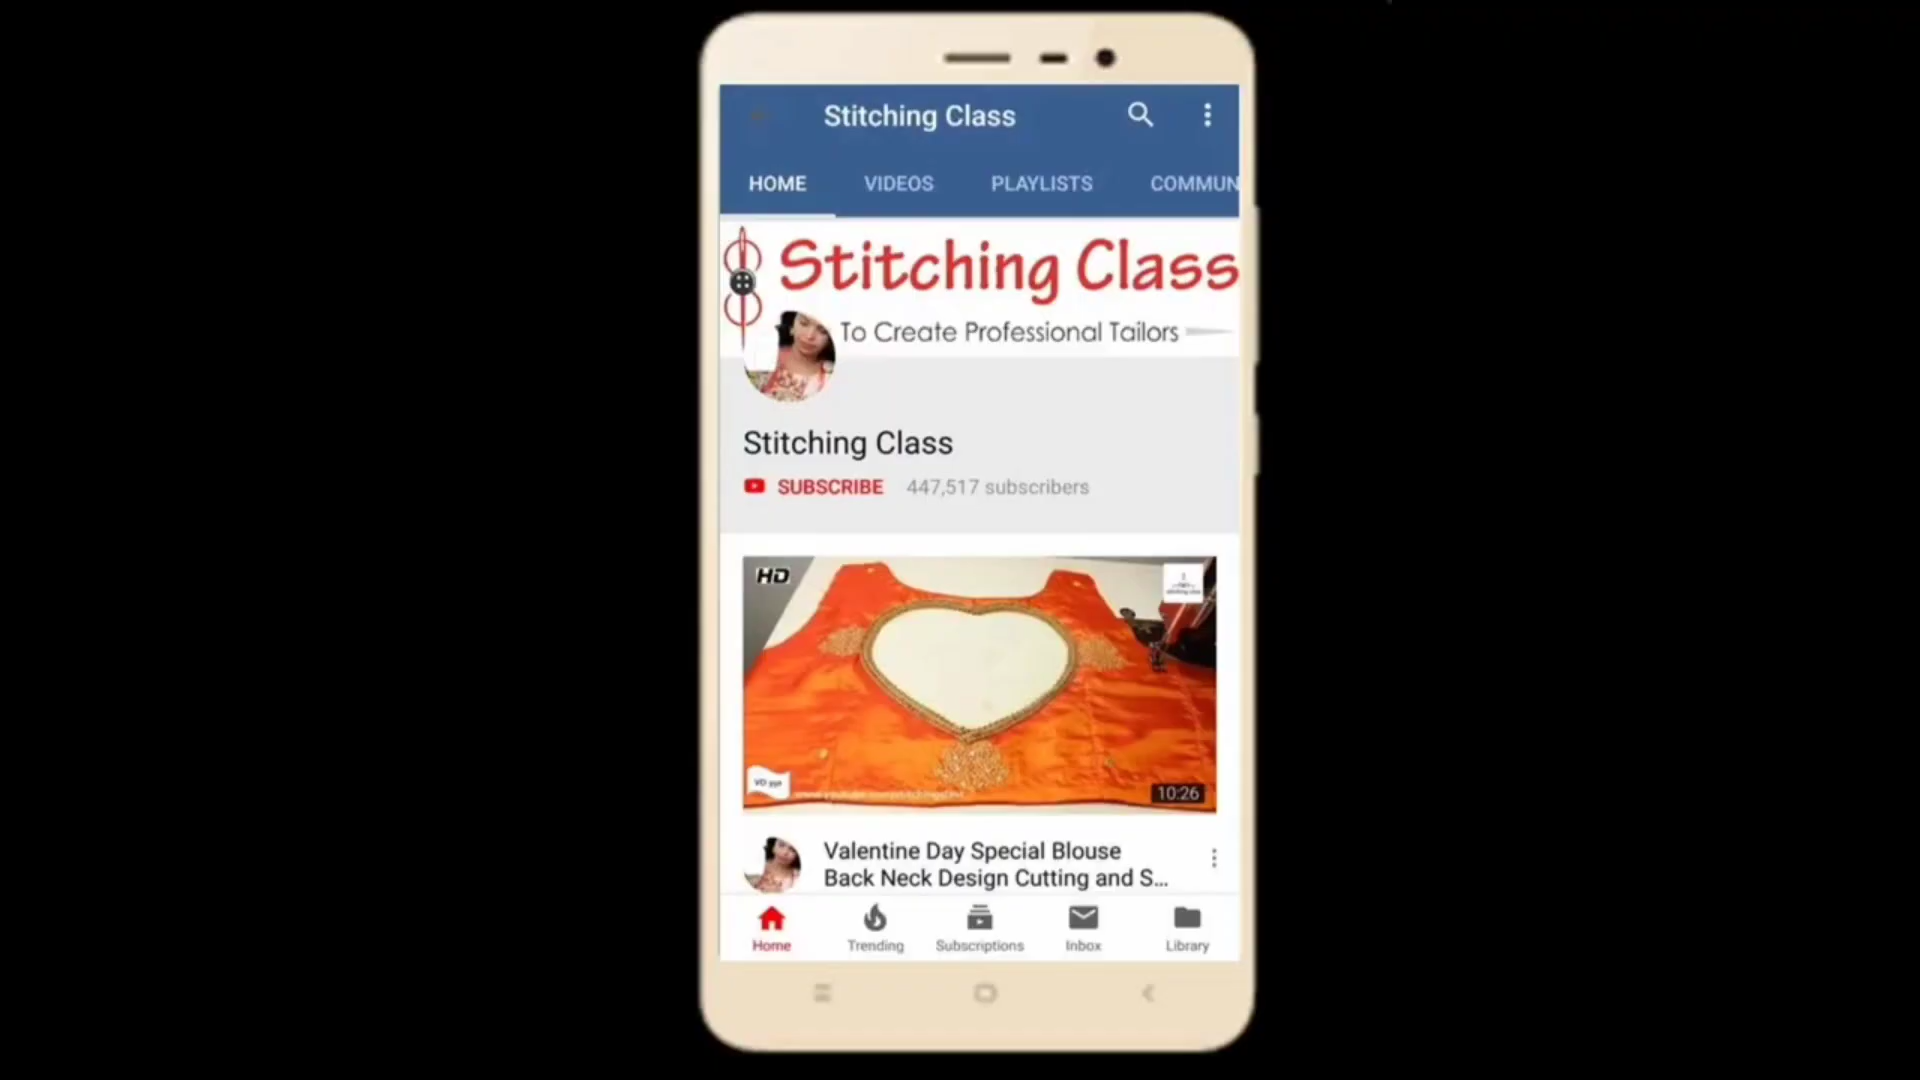 Stitching Class
HOME VIDEOS PLAYLISTS COMMUN
Stitching Class
To Create Professional Tailors
Stitching Class
SUBSCRIBE 447,517 subscribers
HD
10:26
Valentine Day Special Blouse
Back Neck Design Cutting and S...
Home Trending Subscriptions Inbox Library